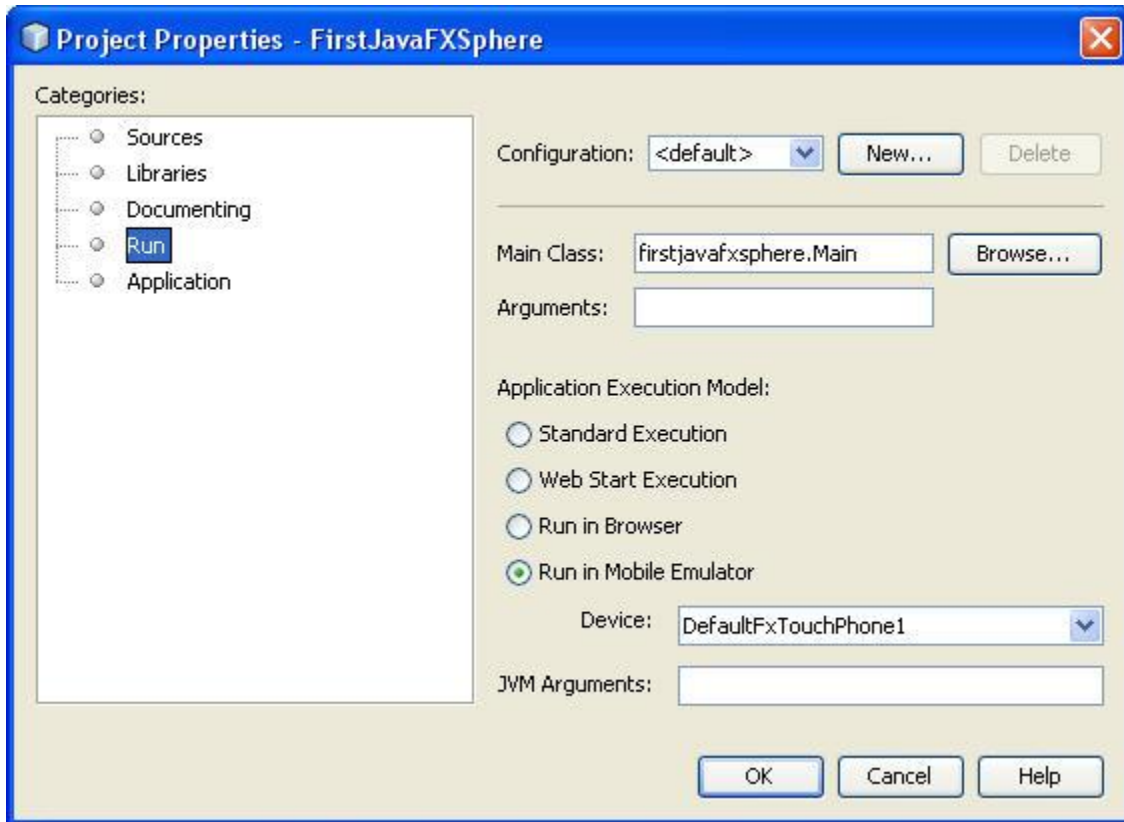 Project Properties - FirstJavaFXSphere
Categories:
Sources
Libraries
Documenting
Run
Application
Configuration: <default> New... Delete
Main Class: firstjavafxsphere.Main Browse...
Arguments:
Application Execution Model:
Standard Execution
Web Start Execution
Run in Browser
Run in Mobile Emulator
Device: DefaultFxTouchPhone1
JVM Arguments:
OK Cancel Help